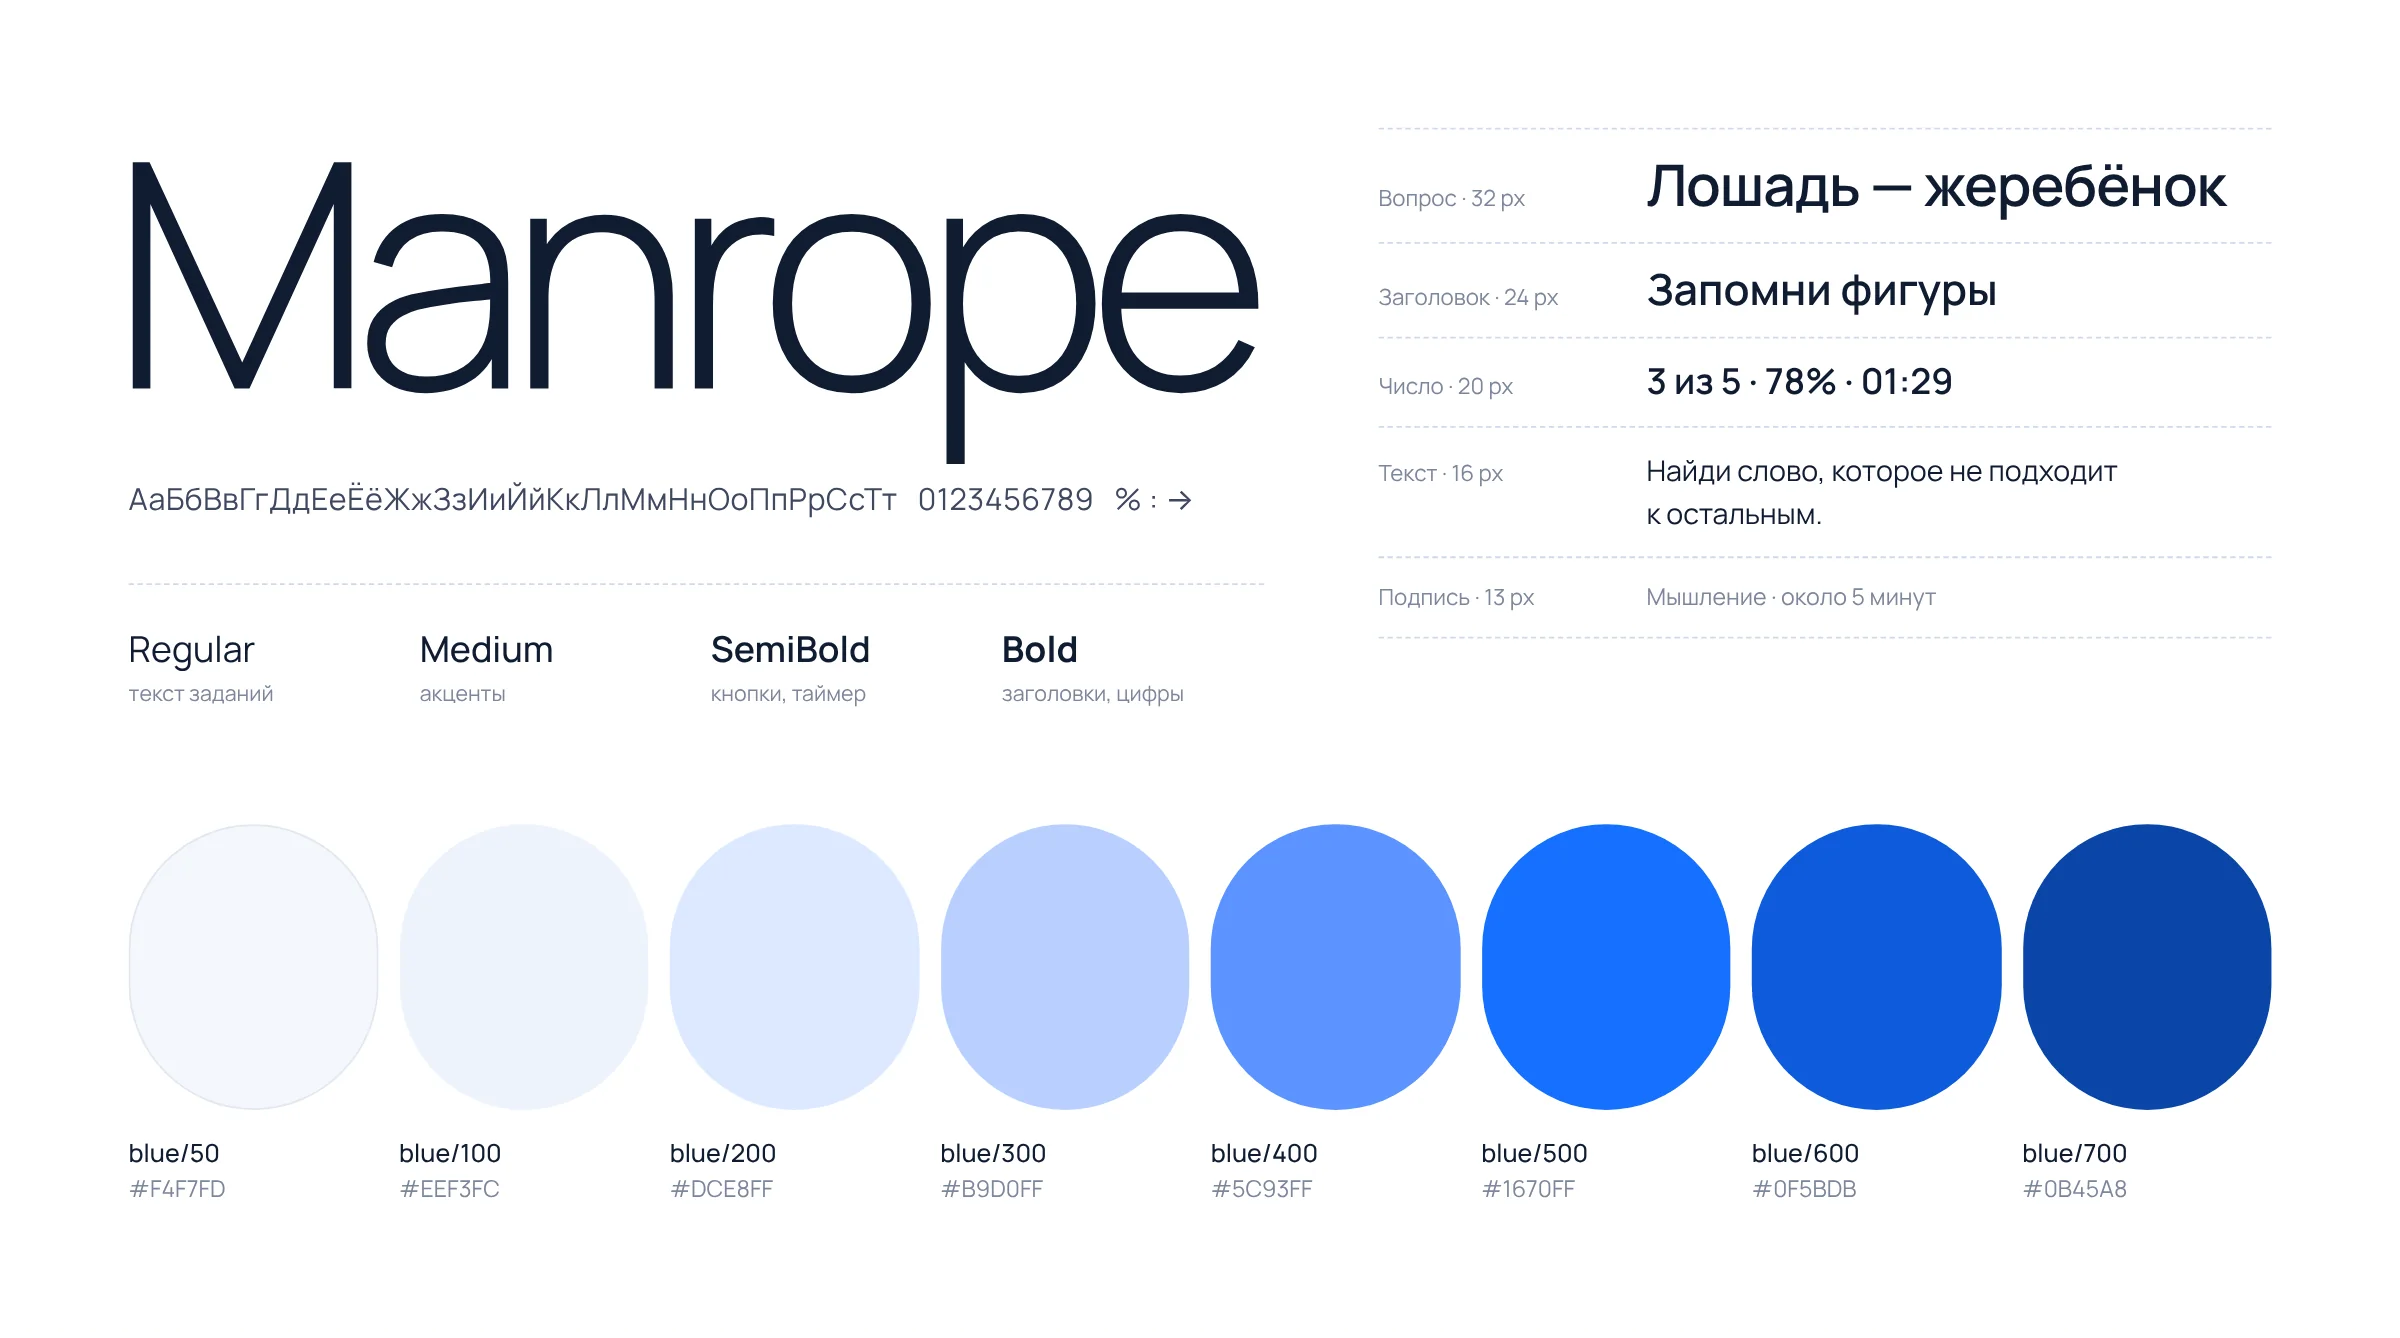 Manrope
АаБбВвГгДдЕеЁёЖжЗзИиЙйКкЛлМмНнОоПпРрСсТт 0123456789 % : →
Regular
текст заданий
Medium
акценты
SemiBold
кнопки, таймер
Bold
заголовки, цифры
Вопрос · 32 px
Лошадь — жеребёнок
Заголовок · 24 px
Запомни фигуры
Число · 20 px
3 из 5 · 78% · 01:29
Текст · 16 px
Найди слово, которое не подходит
к остальным.
Подпись · 13 px
Мышление · около 5 минут
blue/50
#F4F7FD
blue/100
#EEF3FC
blue/200
#DCE8FF
blue/300
#B9D0FF
blue/400
#5C93FF
blue/500
#1670FF
blue/600
#0F5BDB
blue/700
#0B45A8